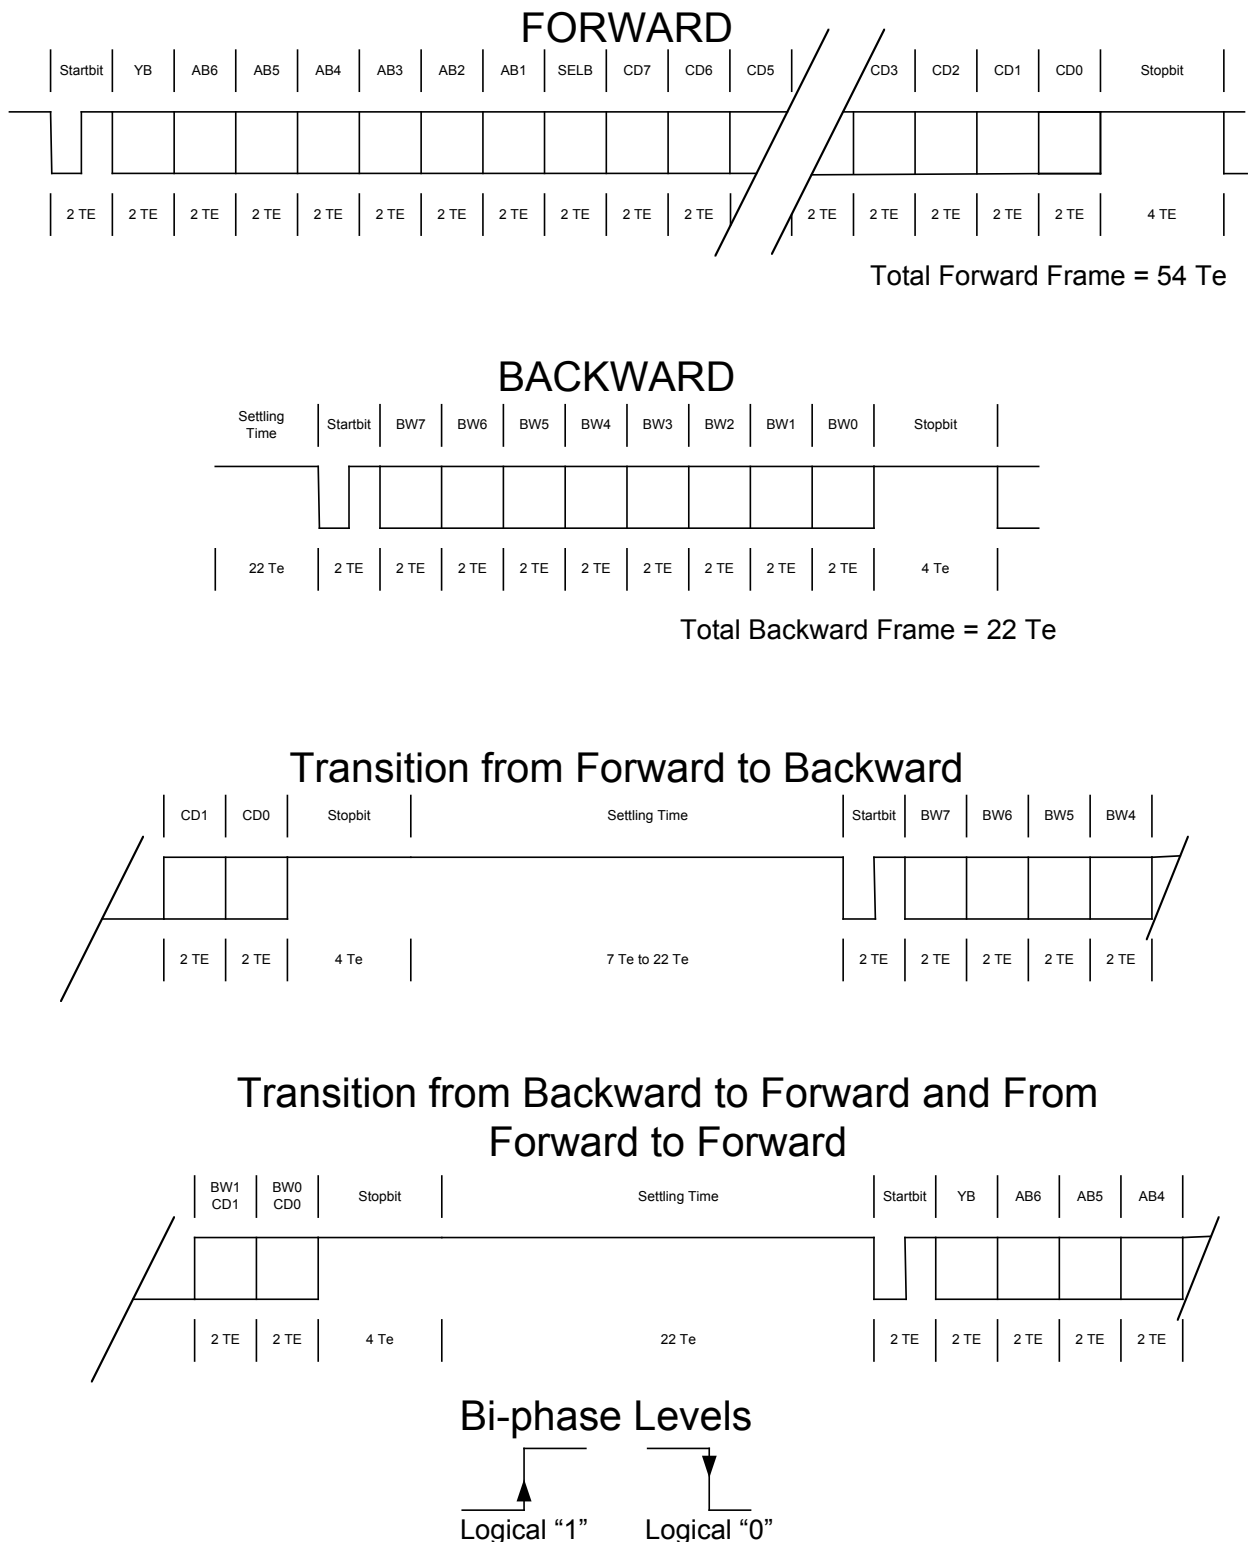 FORWARD
Startbit YB AB6 AB5 AB4 AB3 AB2 AB1 SELB CD7 CD6 CD5 CD3 CD2 CD1 CD0 Stopbit
2 TE 2 TE 2 TE 2 TE 2 TE 2 TE 2 TE 2 TE 2 TE 2 TE 2 TE 2 TE 2 TE 2 TE 2 TE 2 TE 4 TE
Total Forward Frame = 54 Te
BACKWARD
Settling
Time
Startbit BW7 BW6 BW5 BW4 BW3 BW2 BW1 BW0 Stopbit
22 Te 2 TE 2 TE 2 TE 2 TE 2 TE 2 TE 2 TE 2 TE 2 TE 4 Te
Total Backward Frame = 22 Te
Transition from Forward to Backward
CD1 CD0 Stopbit Settling Time Startbit BW7 BW6 BW5 BW4
2 TE 2 TE 4 Te 7 Te to 22 Te 2 TE 2 TE 2 TE 2 TE 2 TE
Transition from Backward to Forward and From
Forward to Forward
BW1 BW0
CD1 CD0
Stopbit Settling Time Startbit YB AB6 AB5 AB4
2 TE 2 TE 4 Te 22 Te 2 TE 2 TE 2 TE 2 TE 2 TE
Bi-phase Levels
Logical “1” Logical “0”